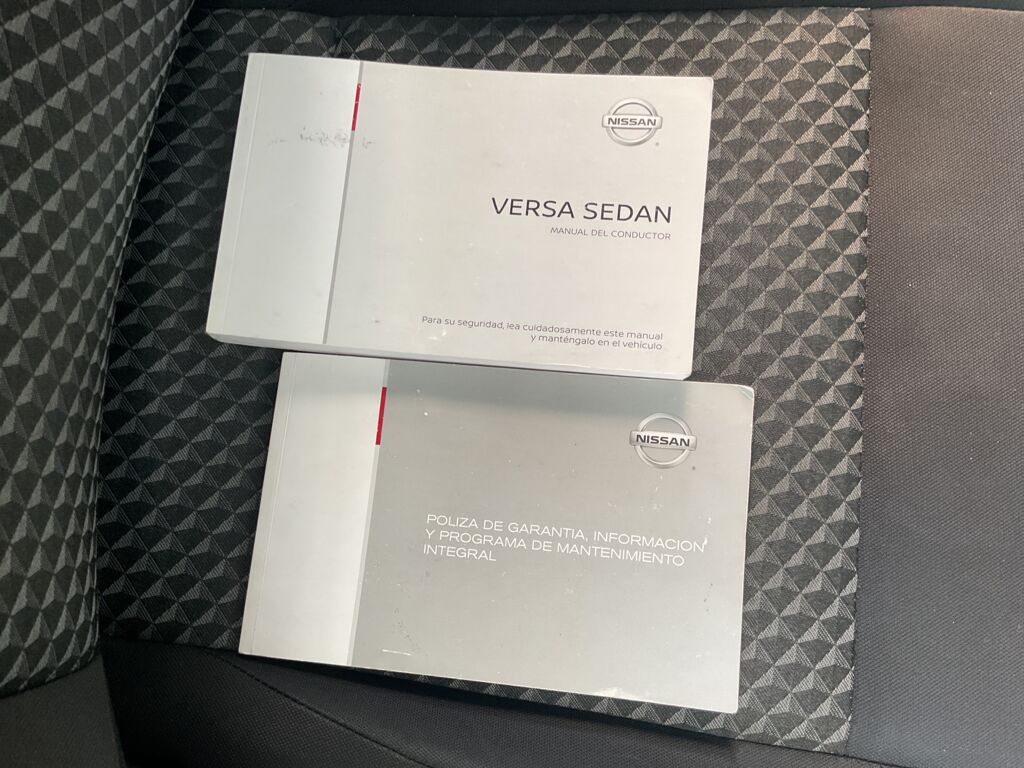 NISSAN
VERSA SEDAN
MANUAL DEL CONDUCTOR
Para su seguridad, lea cuidadosamente este manual
y manténgalo en el vehículo
NISSAN
POLIZA DE GARANTIA, INFORMACION
Y PROGRAMA DE MANTENIMIENTO
INTEGRAL